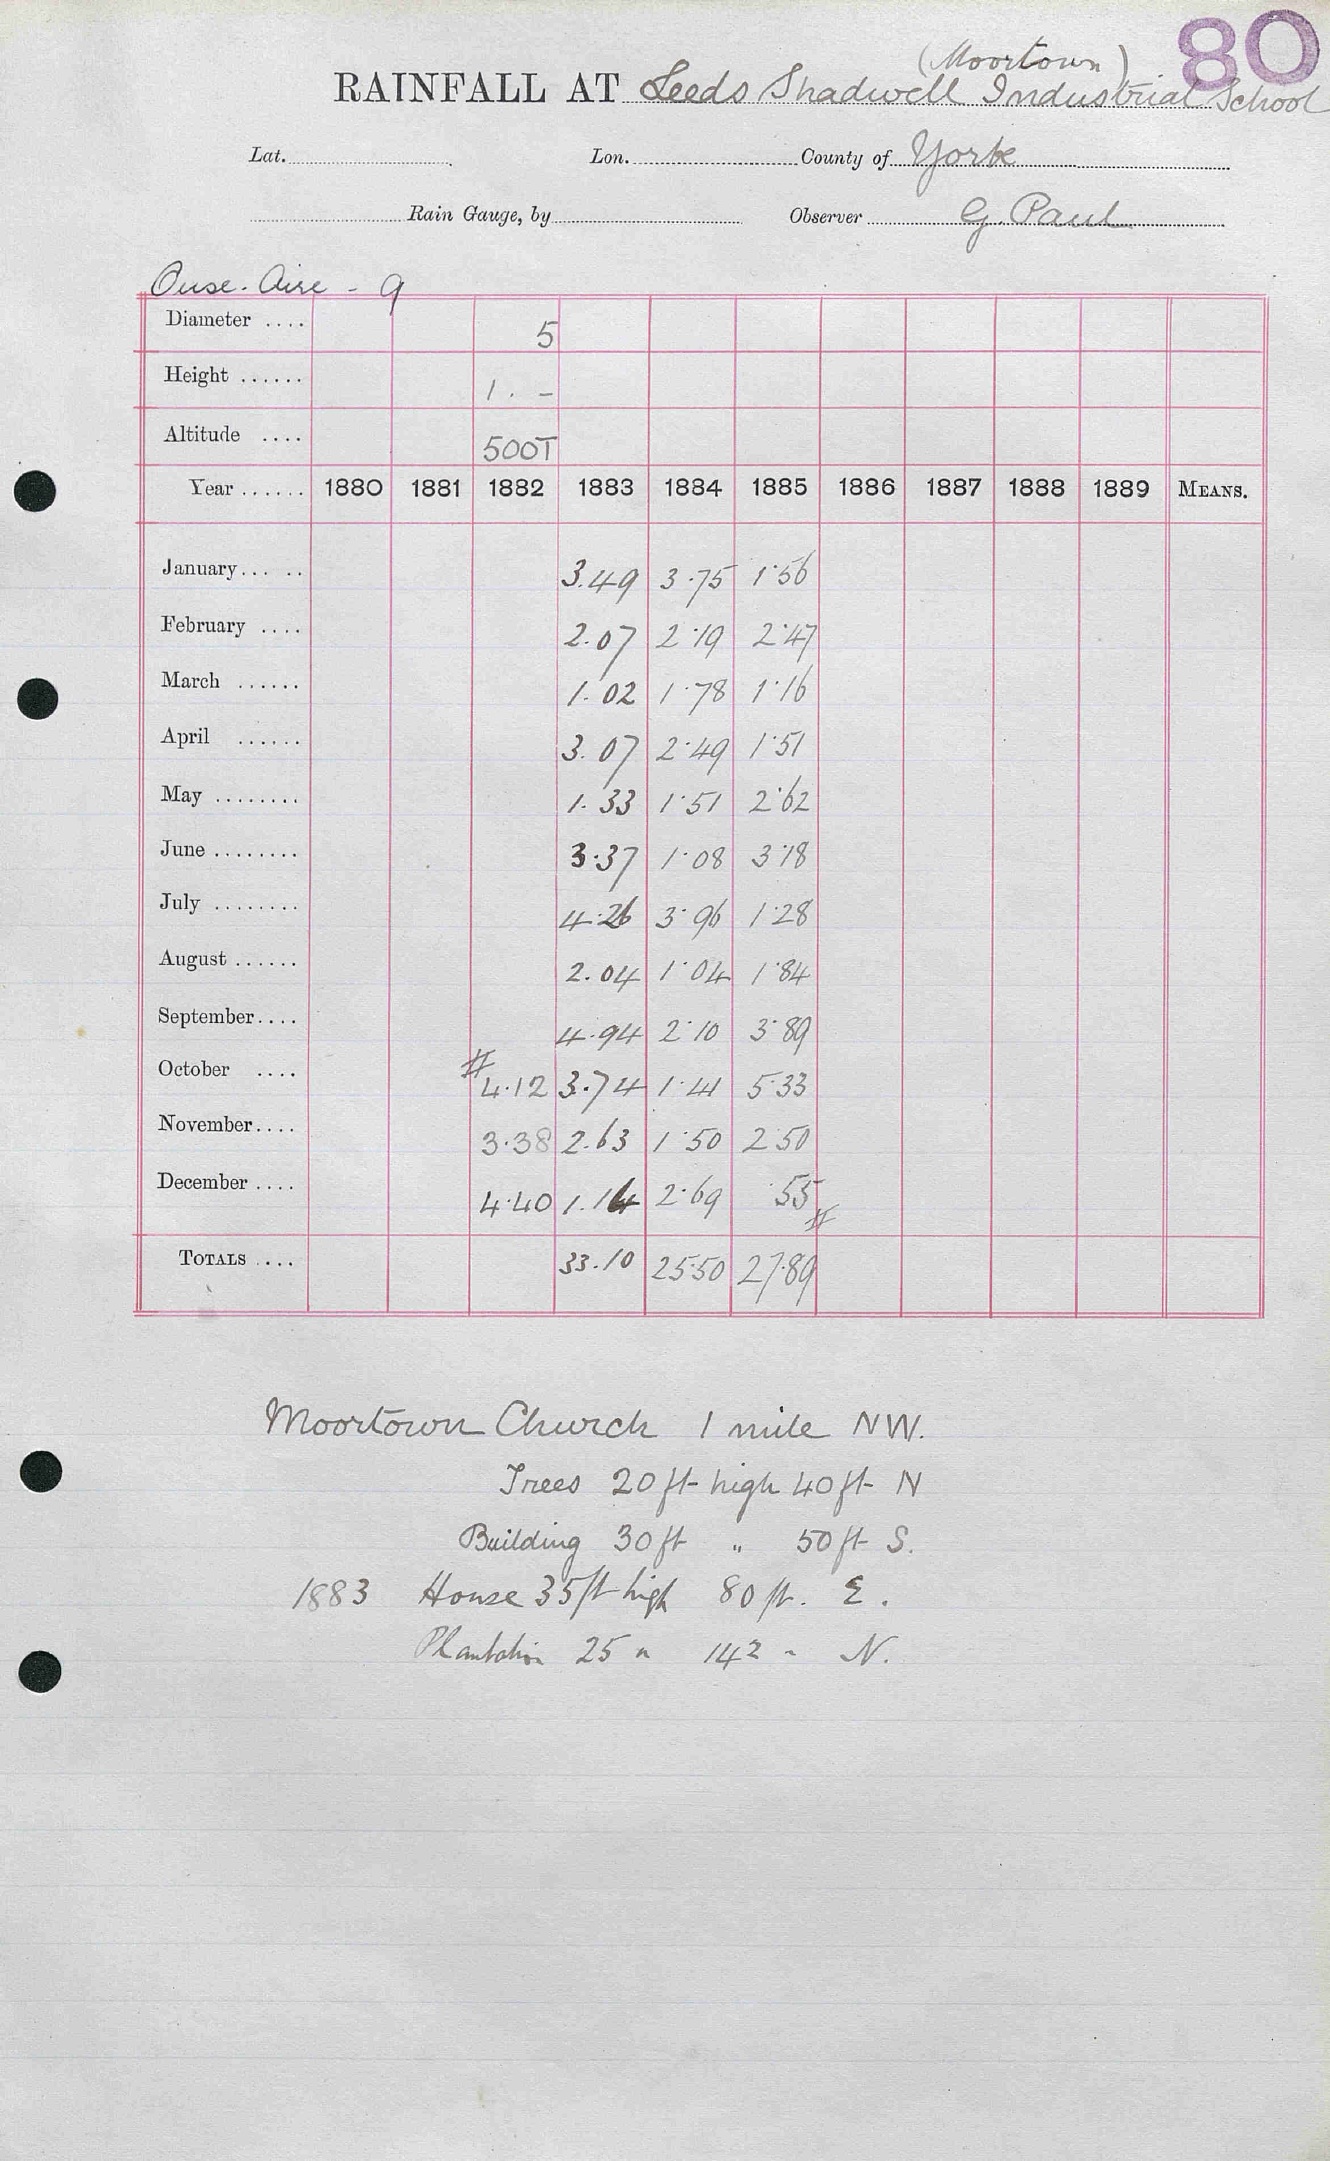 80
(Moortown)
RAINFALL AT Leeds Shadwell Industrial School
Lat. Lon. County of York
Rain Gauge, by Observer G. Paul
Ouse-Aire - 9
Diameter .... 5
Height ...... 1. -
Altitude .... 500T
Year ...... 1880 1881 1882 1883 1884 1885 1886 1887 1888 1889 MEANS.
January... .. 3.49 3.75 1.56
February .... 2.07 2.19 2.47
March ...... 1.02 1.78 1.16
April ...... 3.07 2.49 1.51
May ........ 1.33 1.51 2.62
June ........ 3.37 1.08 3.18
July ........ 4.26 3.96 1.28
August ...... 2.04 1.04 1.84
September.... 4.94 2.10 3.89
October .... # 4.12 3.74 1.41 5.33
November.... 3.38 2.63 1.50 2.50
December .... 4.40 1.14 2.69 .55 #
TOTALS .... 33.10 25.50 27.89
Moortown Church 1 mile NW.
Trees 20 ft high 40 ft N
Building 30 ft " 50 ft S.
1883 House 35 ft high 80 ft. E.
Plantation 25 " 142 " N.